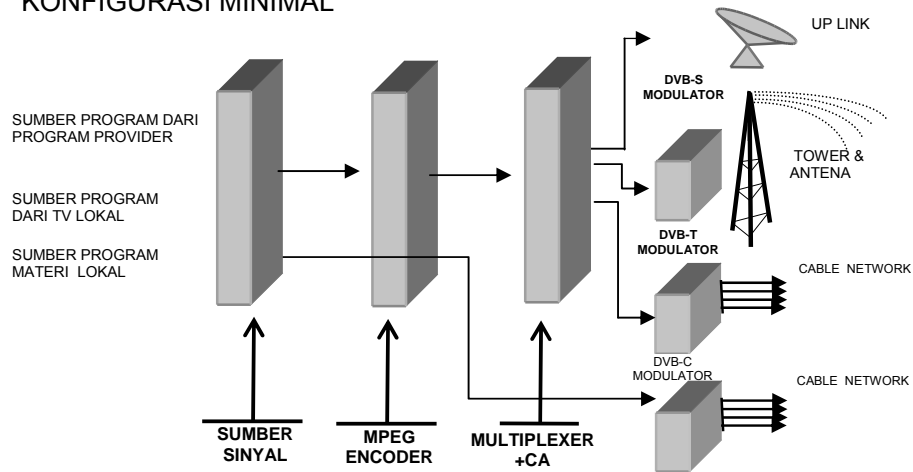 KONFIGURASI MINIMAL
UP LINK
DVB-S
MODULATOR
SUMBER PROGRAM DARI
PROGRAM PROVIDER
TOWER &
ANTENA
SUMBER PROGRAM
DARI TV LOKAL
DVB-T
MODULATOR
SUMBER PROGRAM
MATERI LOKAL
CABLE NETWORK
DVB-C
MODULATOR
CABLE NETWORK
SUMBER
SINYAL
MPEG
ENCODER
MULTIPLEXER
+CA